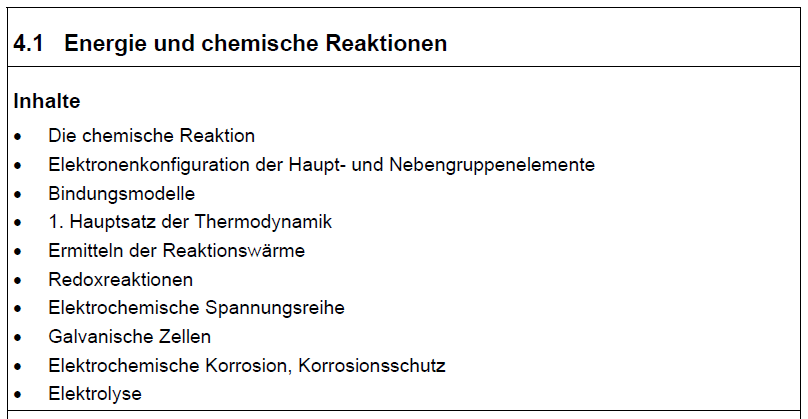 4.1 Energie und chemische Reaktionen
Inhalte
• Die chemische Reaktion
• Elektronenkonfiguration der Haupt- und Nebengruppenelemente
• Bindungsmodelle
• 1. Hauptsatz der Thermodynamik
• Ermitteln der Reaktionswärme
• Redoxreaktionen
• Elektrochemische Spannungsreihe
• Galvanische Zellen
• Elektrochemische Korrosion, Korrosionsschutz
• Elektrolyse